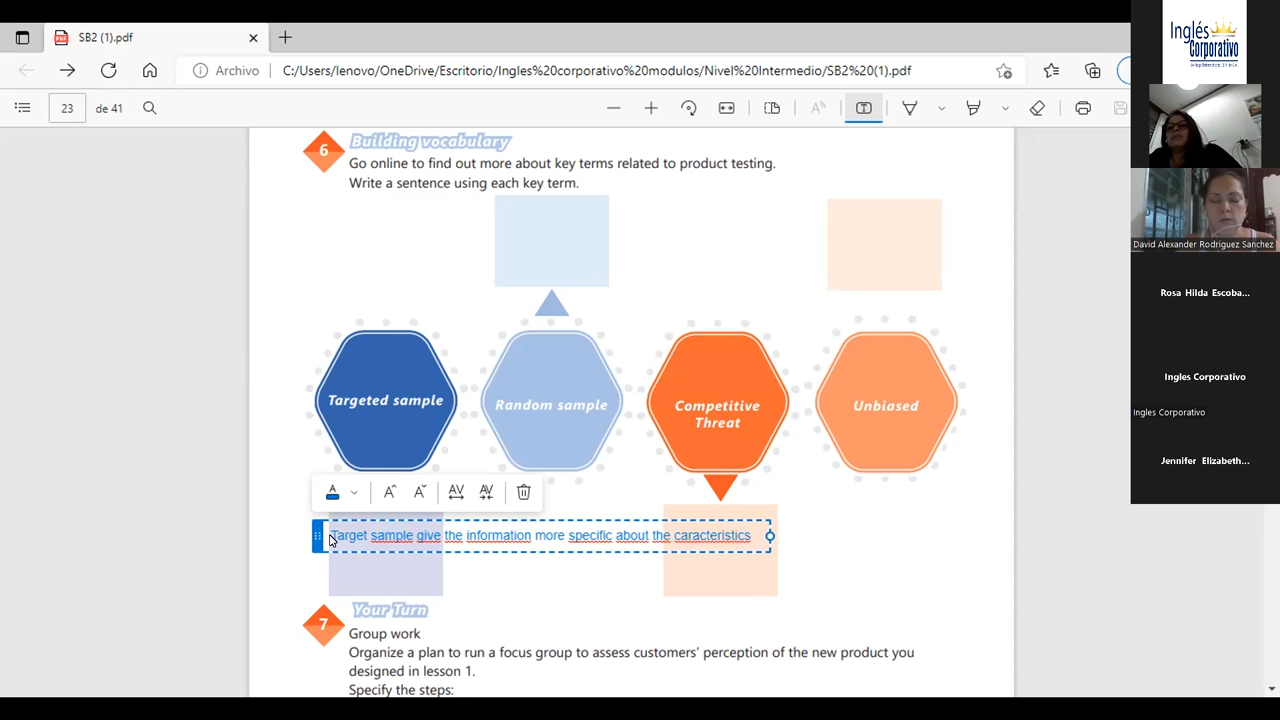 SB2 (1).pdf
Archivo
C:/Users/lenovo/OneDrive/Escritorio/Ingles%20corporativo%20modulos/Nivel%20Intermedio/SB2%20(1).pdf
23 de 41
6 Building vocabulary
Go online to find out more about key terms related to product testing.
Write a sentence using each key term.
Targeted sample
Random sample
Competitive
Threat
Unbiased
Target sample give the information more specific about the caracteristics
7 Your Turn
Group work
Organize a plan to run a focus group to assess customers' perception of the new product you
designed in lesson 1.
Specify the steps:
Inglés
Corporativo
David Alexander Rodriguez Sanchez
Rosa Hilda Escoba...
Ingles Corporativo
Ingles Corporativo
Jennifer Elizabeth...